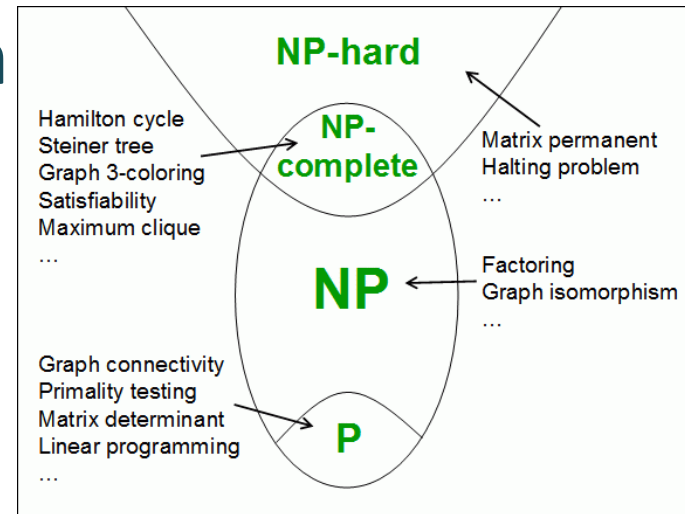 NP-hard
Hamilton cycle
Steiner tree
Graph 3-coloring
Satisfiability
Maximum clique
…
NP-
complete
Matrix permanent
Halting problem
…
NP
Factoring
Graph isomorphism
…
Graph connectivity
Primality testing
Matrix determinant
Linear programming
…
P